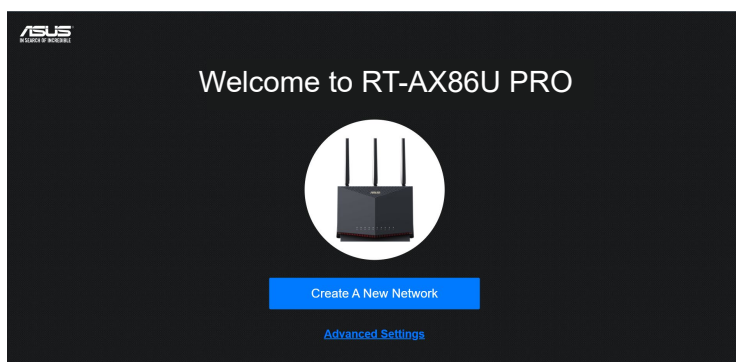 ASUS
IN SEARCH OF INCREDIBLE
Welcome to RT-AX86U PRO
Create A New Network
Advanced Settings